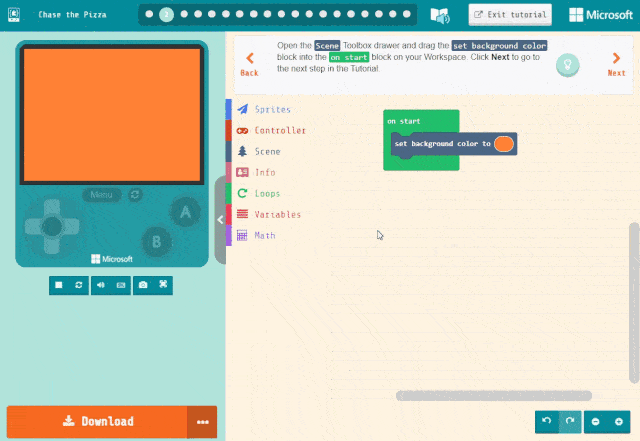 Chase the Pizza
2
Exit tutorial
Microsoft
Open the Scene Toolbox drawer and drag the set background color
block into the on start block on your Workspace. Click Next to go to
the next step in the Tutorial.
Back
Next
Sprites
Controller
Scene
Info
Loops
Variables
Math
on start
set background color to
Menu
A
B
Microsoft
Download